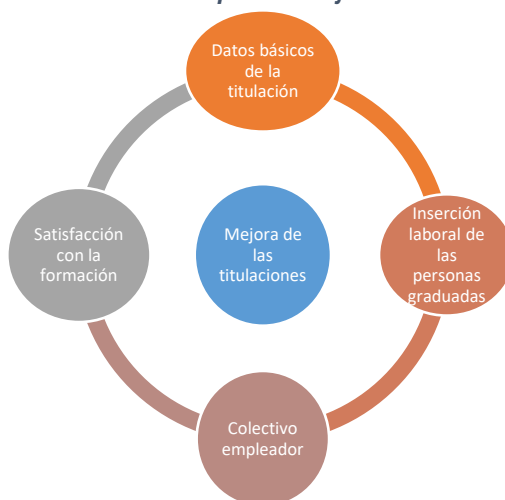 Datos básicos
de la
titulación
Satisfacción
con la
formación
Mejora de
las
titulaciones
Inserción
laboral de
las
personas
graduadas
Colectivo
empleador